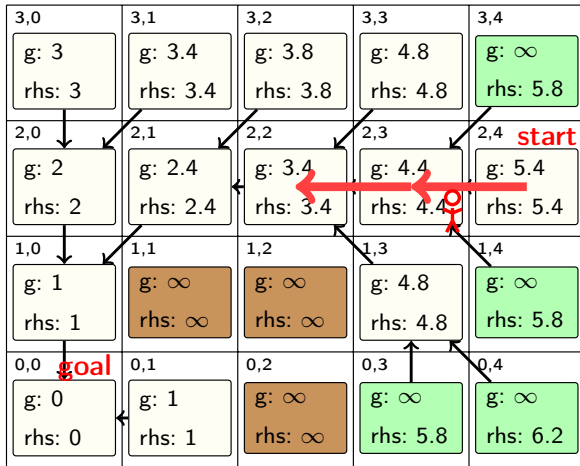 3,0 3,1 3,2 3,3 3,4
g: 3 g: 3.4 g: 3.8 g: 4.8 g: ∞
rhs: 3 rhs: 3.4 rhs: 3.8 rhs: 4.8 rhs: 5.8
2,0 2,1 2,2 2,3 2,4
start
g: 2 g: 2.4 g: 3.4 g: 4.4 g: 5.4
rhs: 2 rhs: 2.4 rhs: 3.4 rhs: 4.4 rhs: 5.4
1,0 1,1 1,2 1,3 1,4
g: 1 g: ∞ g: ∞ g: 4.8 g: ∞
rhs: 1 rhs: ∞ rhs: ∞ rhs: 4.8 rhs: 5.8
0,0 0,1 0,2 0,3 0,4
goal
g: 0 g: 1 g: ∞ g: ∞ g: ∞
rhs: 0 rhs: 1 rhs: ∞ rhs: 5.8 rhs: 6.2